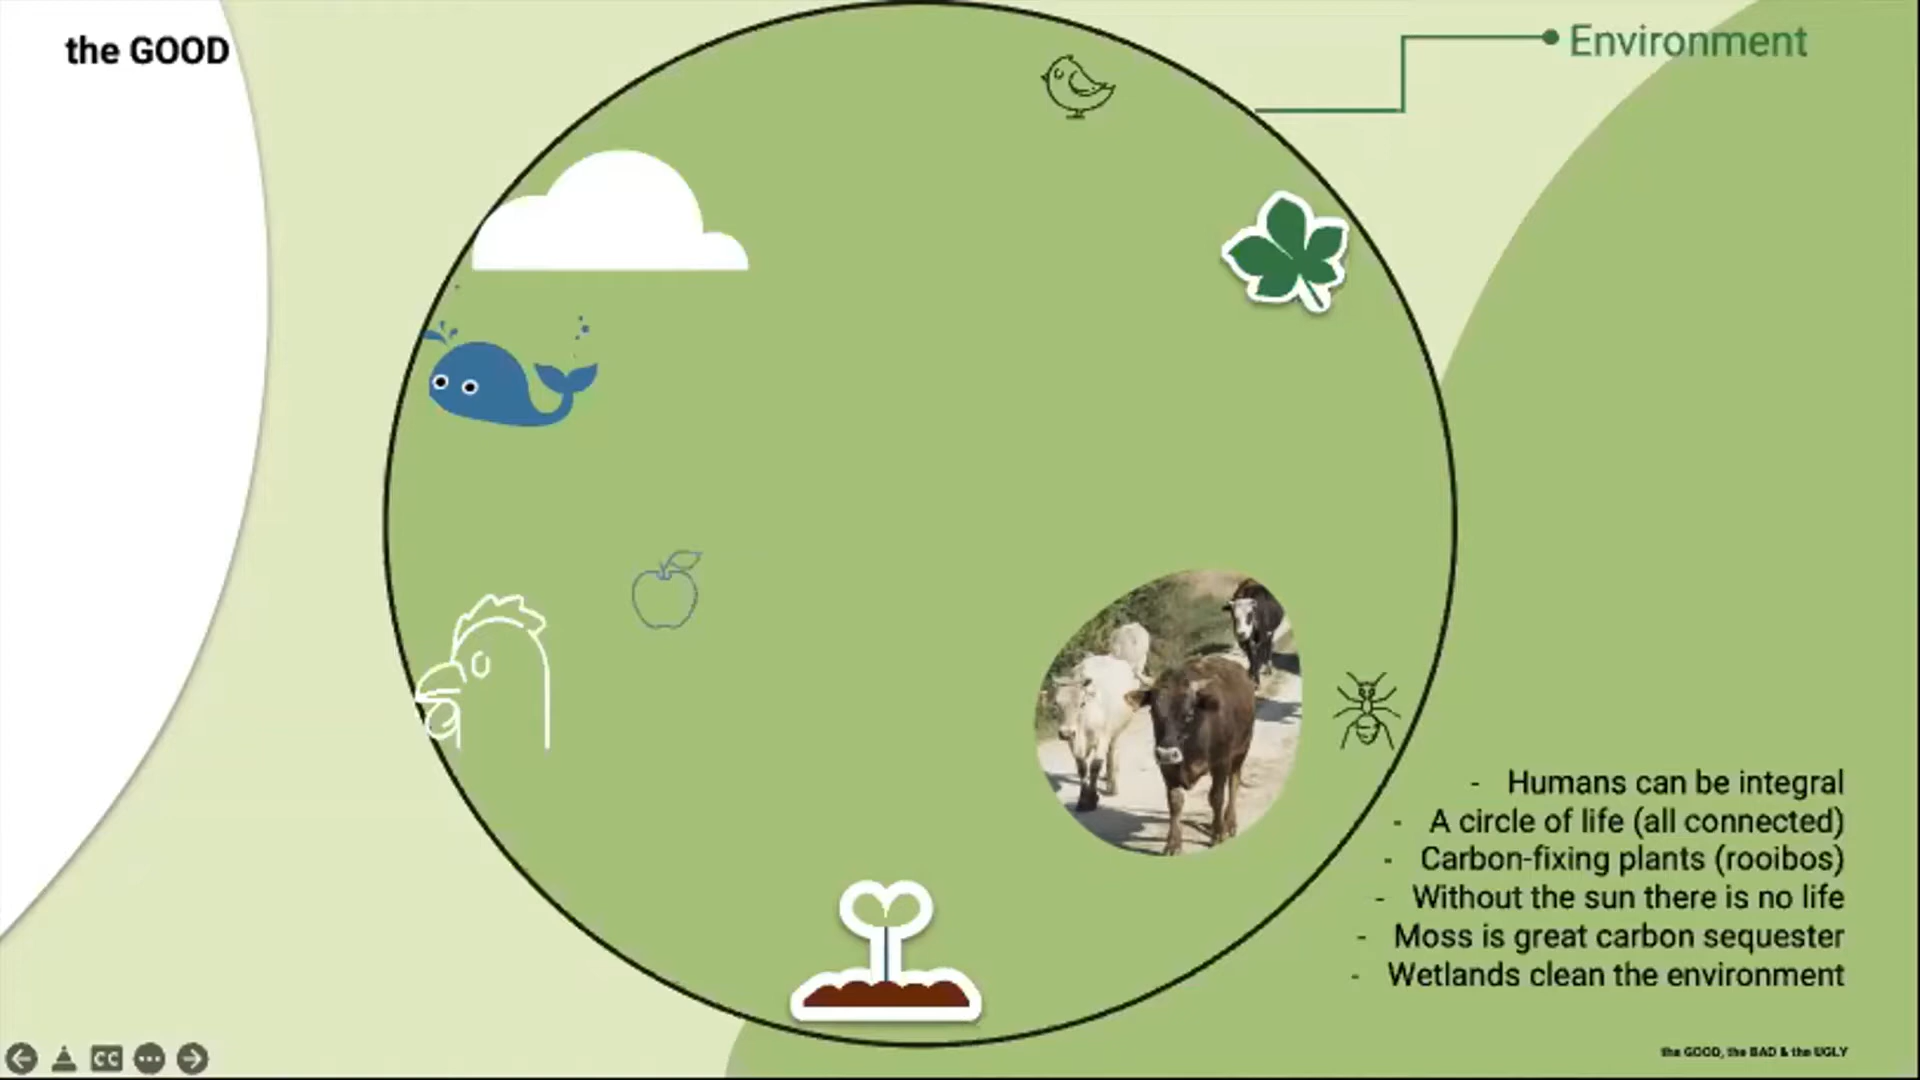 the GOOD
Environment
- Humans can be integral
- A circle of life (all connected)
- Carbon-fixing plants (rooibos)
- Without the sun there is no life
- Moss is great carbon sequester
- Wetlands clean the environment
CC
the GOOD, the BAD & the UGLY